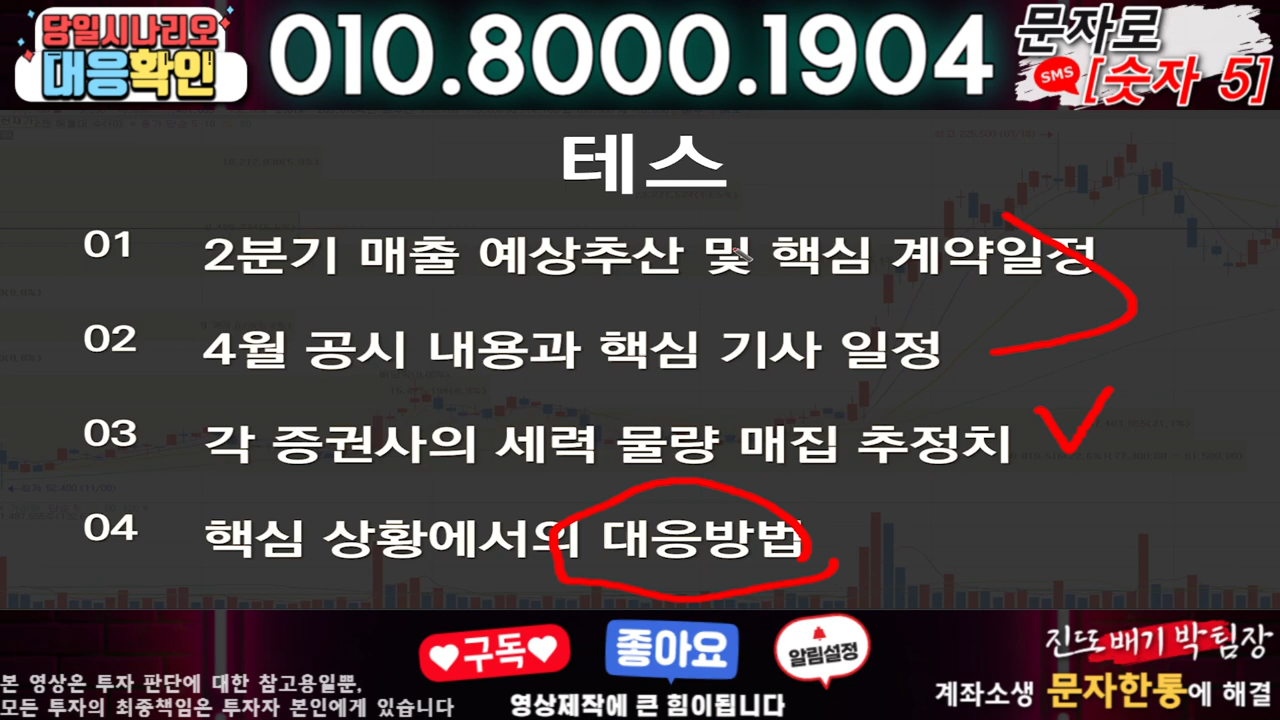 당일시나리오
대응확인
010.8000.1904
문자로
SMS
[숫자 5]
테스
01 2분기 매출 예상추산 및 핵심 계약일정
02 4월 공시 내용과 핵심 기사 일정
03 각 증권사의 세력 물량 매집 추정치
04 핵심 상황에서의 대응방법
구독
좋아요
알림설정
진또배기 박팀장
본 영상은 투자 판단에 대한 참고용일뿐,
모든 투자의 최종책임은 투자자 본인에게 있습니다
영상제작에 큰 힘이됩니다
계좌소생 문자한통에 해결